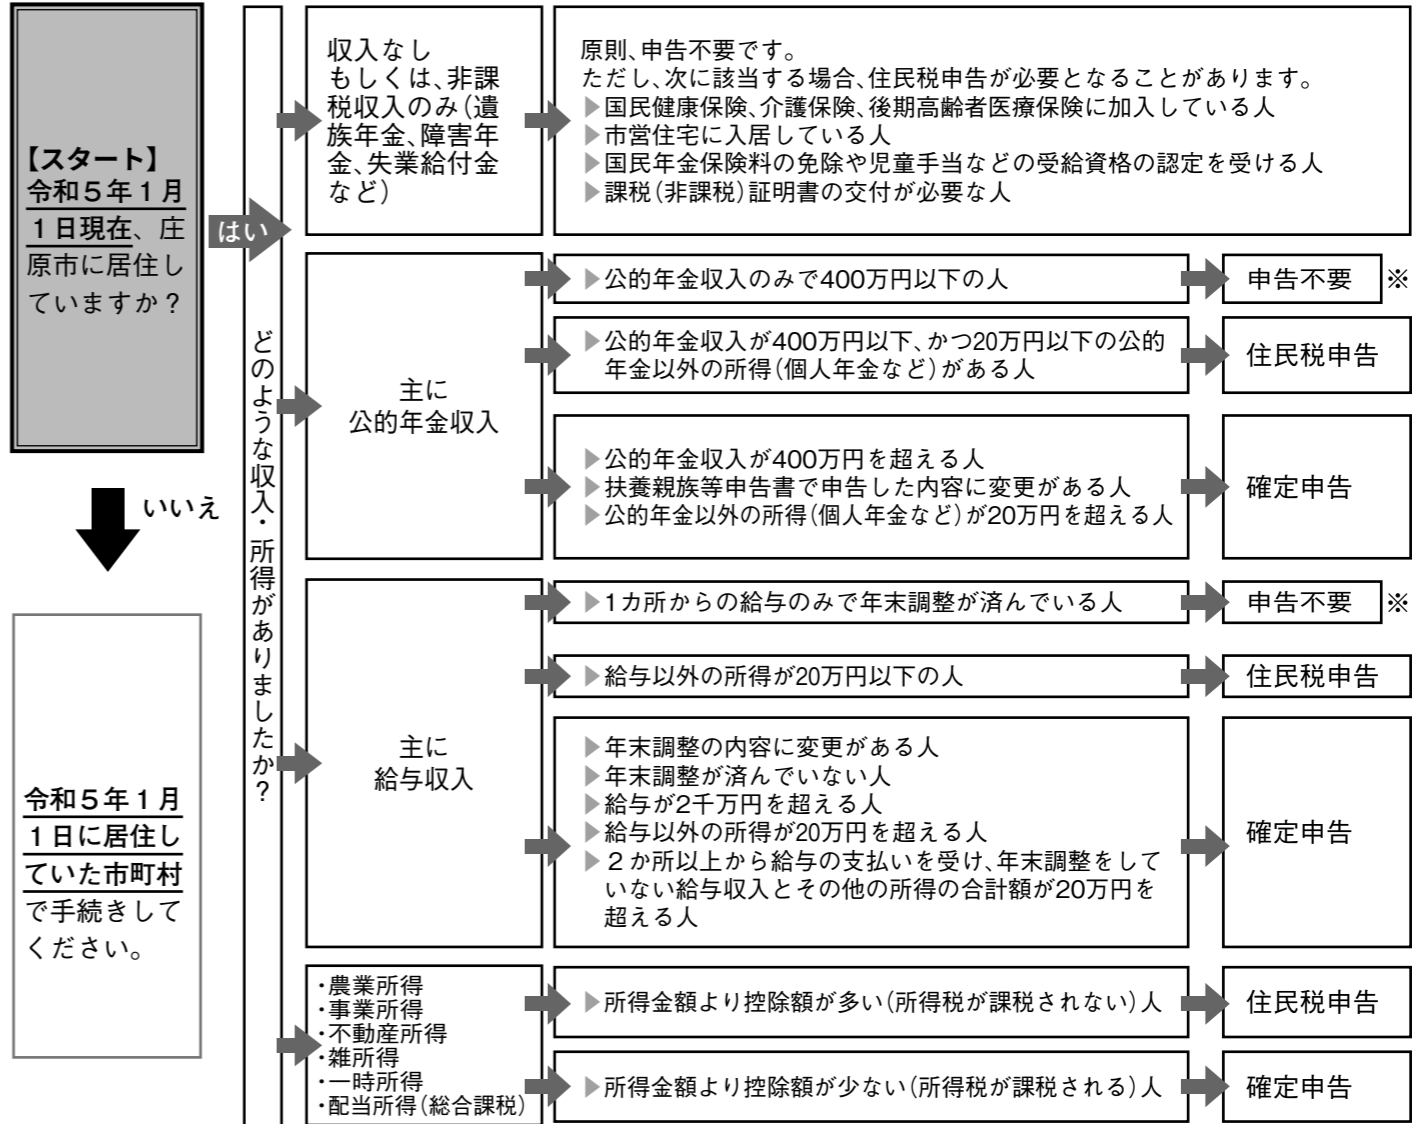 【スタート】
令和５年１月
１日現在、庄
原市に居住し
ていますか？
はい
いいえ
令和５年１月
１日に居住し
ていた市町村
で手続きして
ください。
どのような収入・所得がありましたか？
収入なし
もしくは、非課
税収入のみ（遺
族年金、障害年
金、失業給付金
など）
原則、申告不要です。
ただし、次に該当する場合、住民税申告が必要となることがあります。
▶国民健康保険、介護保険、後期高齢者医療保険に加入している人
▶市営住宅に入居している人
▶国民年金保険料の免除や児童手当などの受給資格の認定を受ける人
▶課税（非課税）証明書の交付が必要な人
主に
公的年金収入
▶公的年金収入のみで400万円以下の人
申告不要 ※
▶公的年金収入が400万円以下、かつ20万円以下の公的
年金以外の所得（個人年金など）がある人
住民税申告
▶公的年金収入が400万円を超える人
▶扶養親族等申告書で申告した内容に変更がある人
▶公的年金以外の所得（個人年金など）が20万円を超える人
確定申告
主に
給与収入
▶1カ所からの給与のみで年末調整が済んでいる人
申告不要 ※
▶給与以外の所得が20万円以下の人
住民税申告
▶年末調整の内容に変更がある人
▶年末調整が済んでいない人
▶給与が2千万円を超える人
▶給与以外の所得が20万円を超える人
▶２か所以上から給与の支払いを受け、年末調整をして
いない給与収入とその他の所得の合計額が20万円を
超える人
確定申告
・農業所得
・事業所得
・不動産所得
・雑所得
・一時所得
・配当所得（総合課税）
▶所得金額より控除額が多い（所得税が課税されない）人
住民税申告
▶所得金額より控除額が少ない（所得税が課税される）人
確定申告